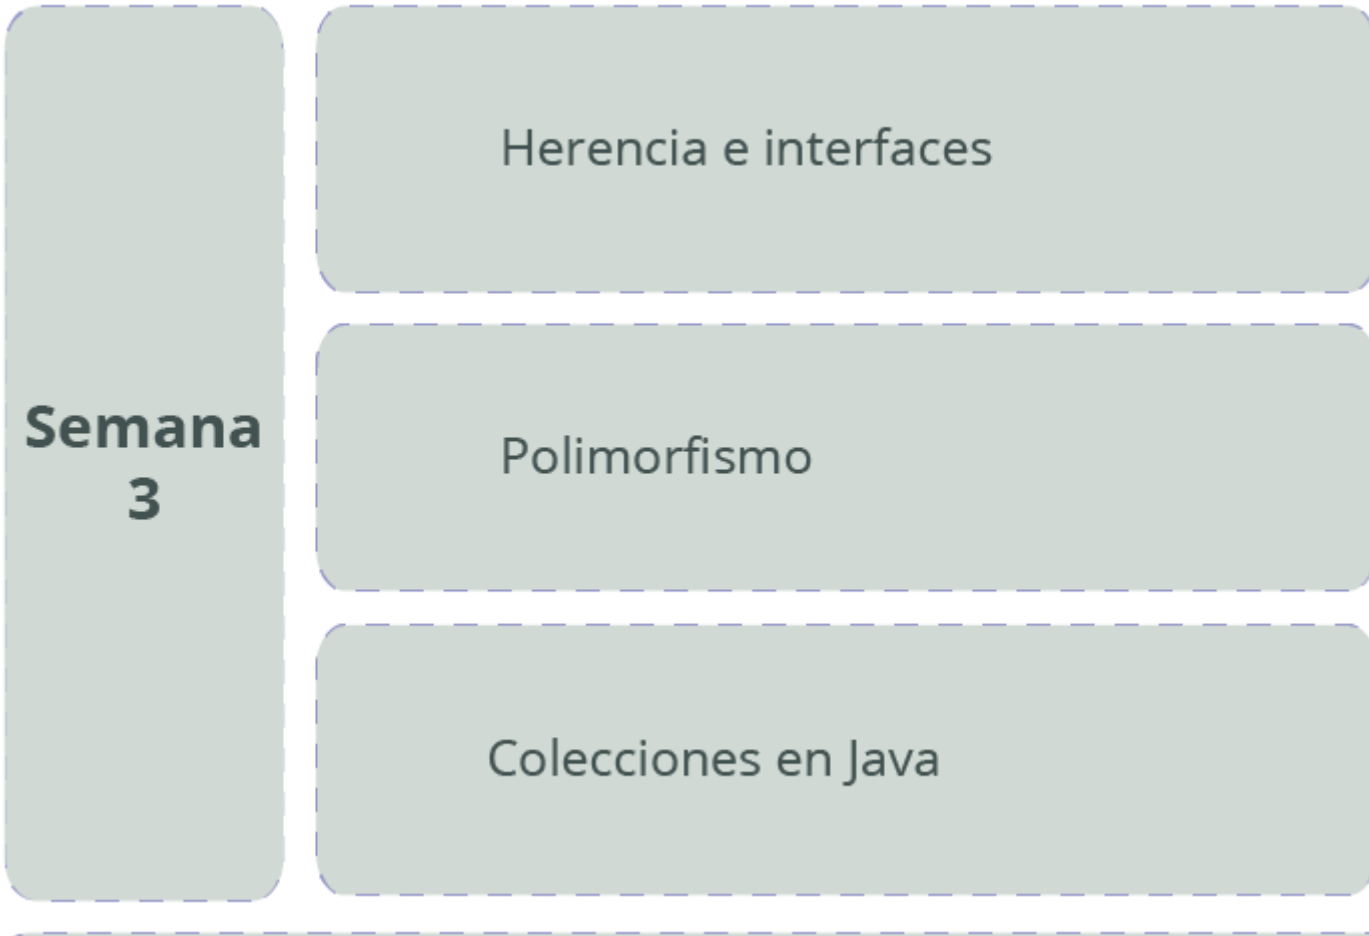 Semana
3
Herencia e interfaces
Polimorfismo
Colecciones en Java